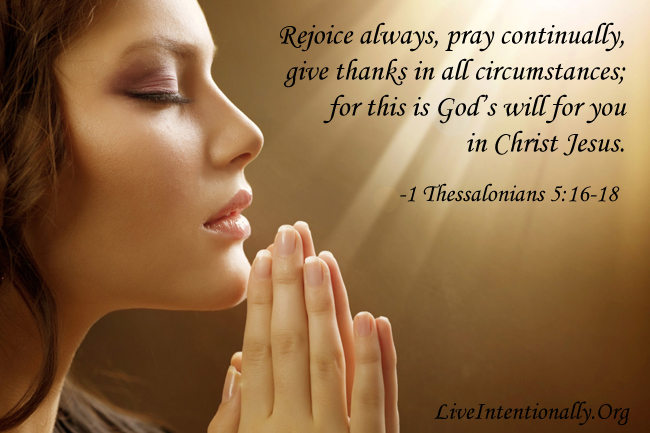 Rejoice always, pray continually,
give thanks in all circumstances;
for this is God's will for you
in Christ Jesus.
-1 Thessalonians 5:16-18
LiveIntentionally.Org